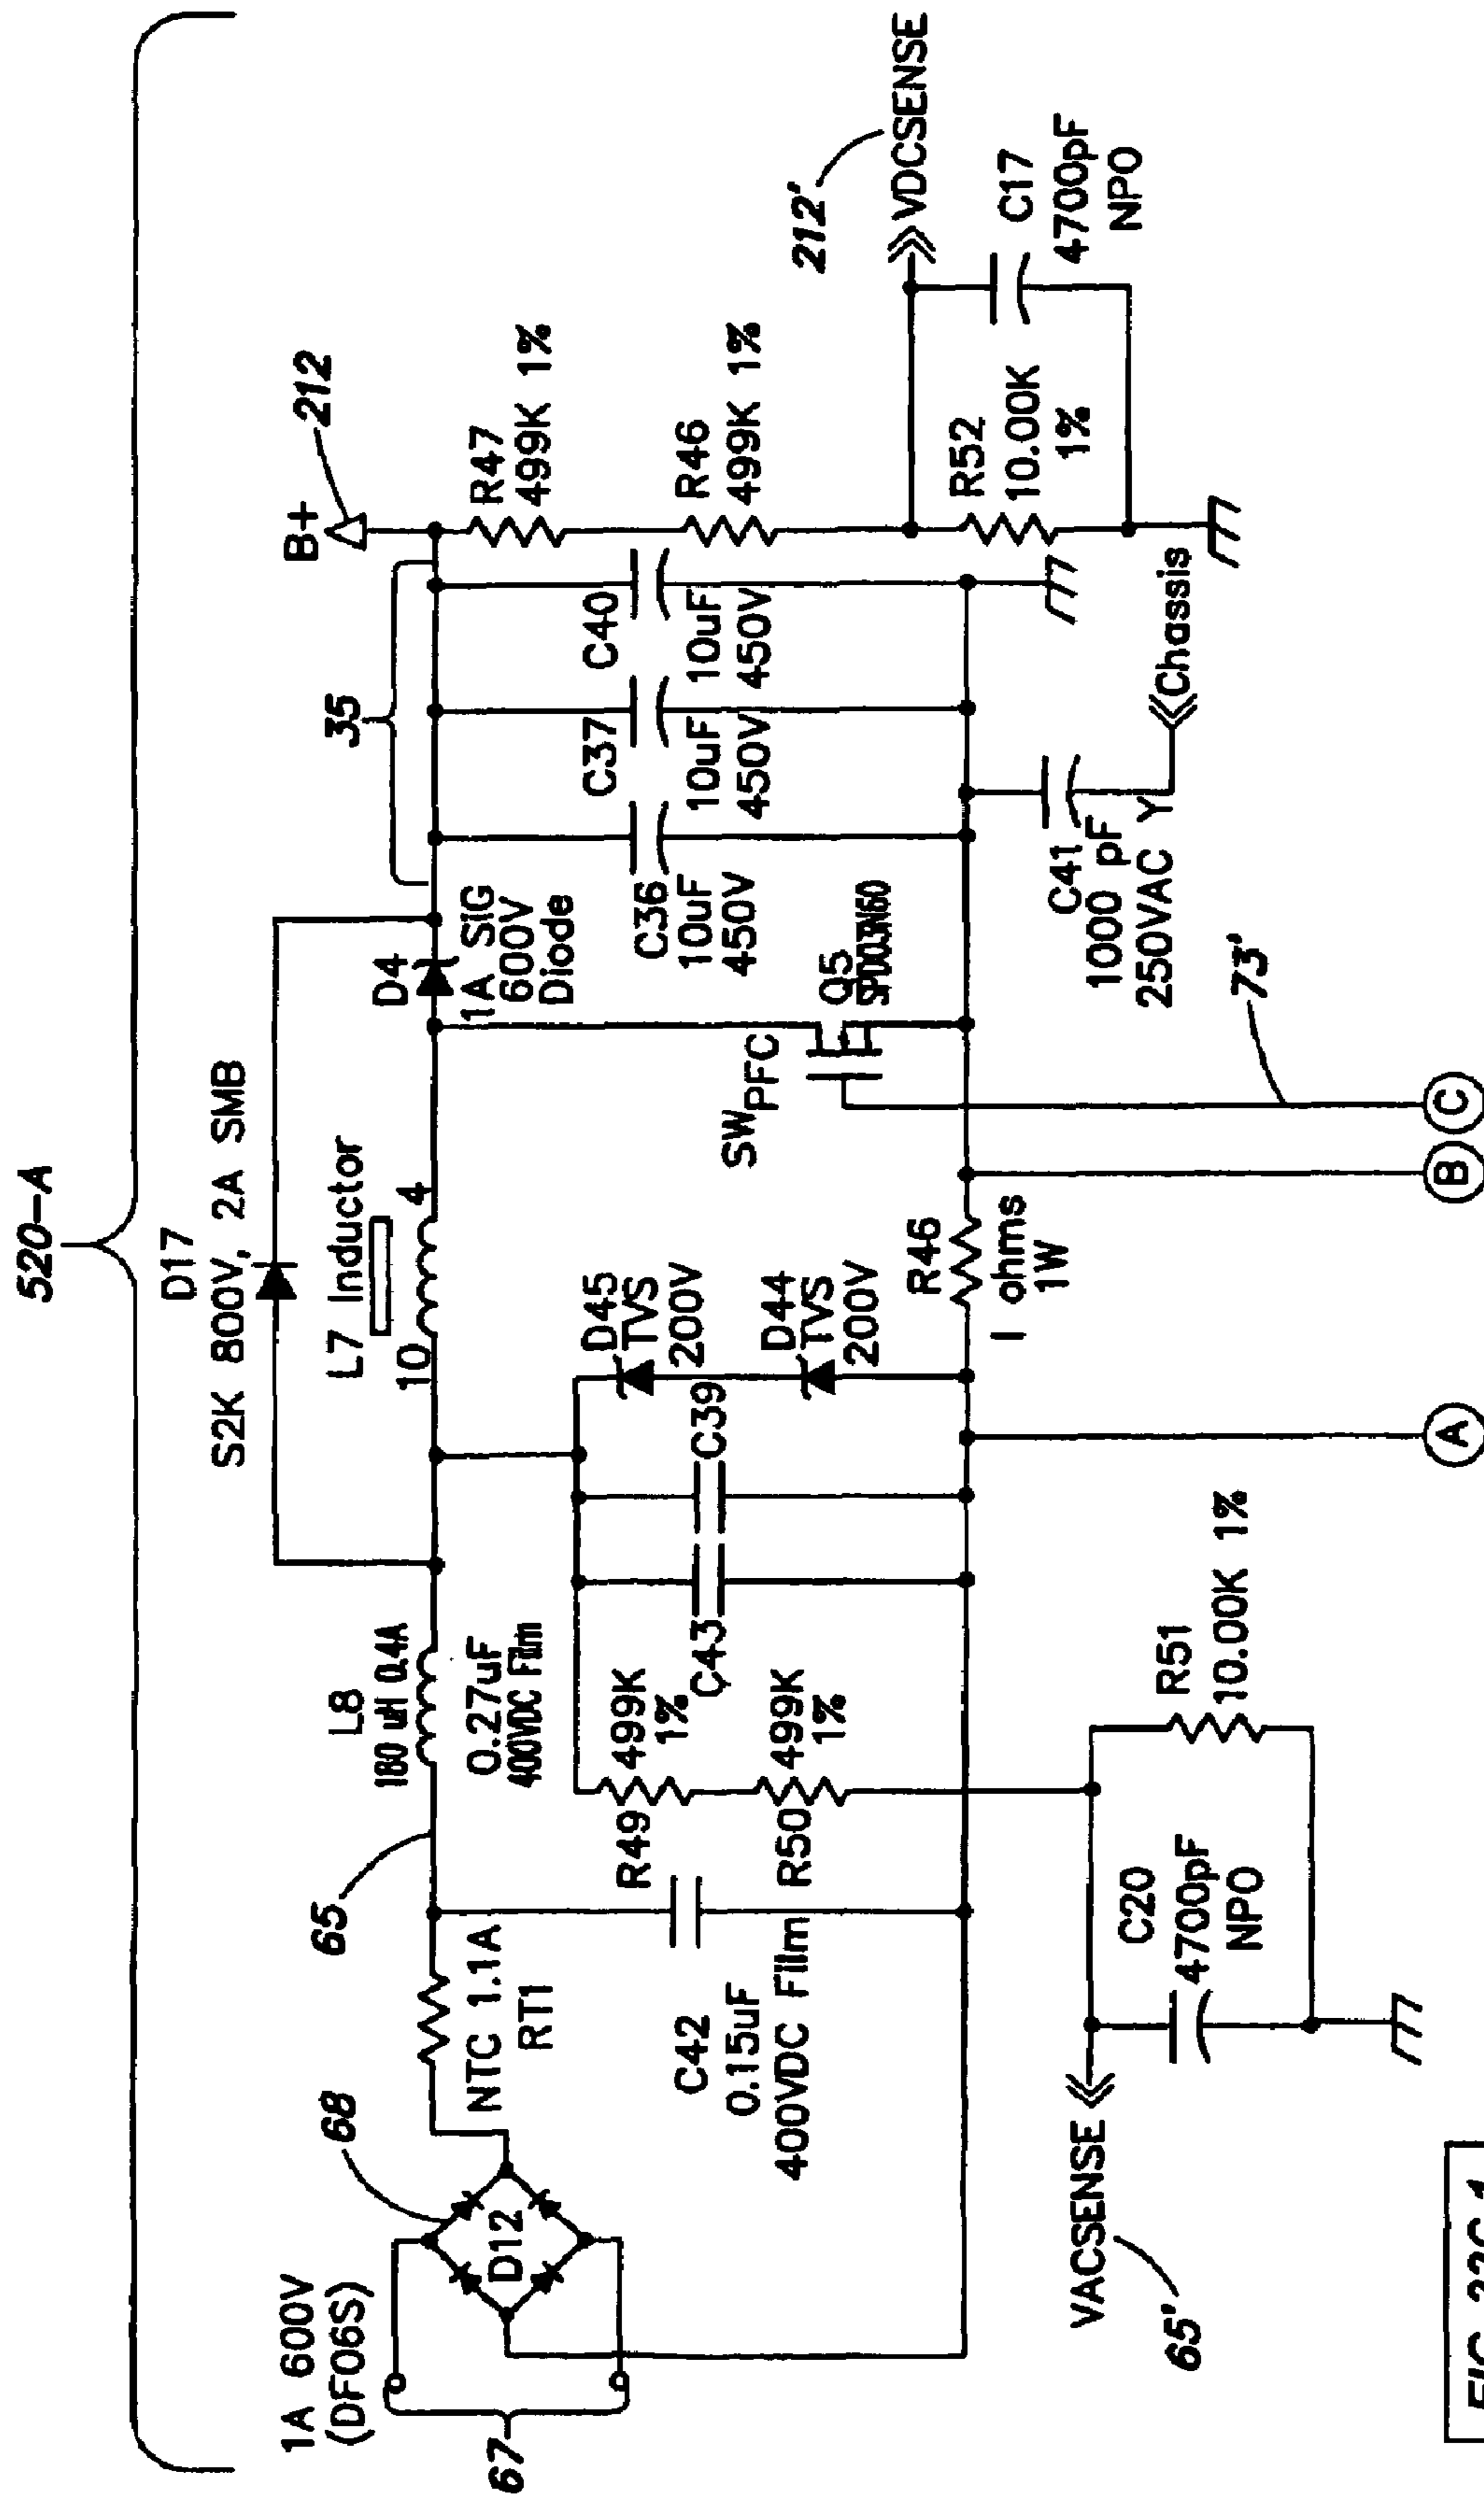 520-A
D17
S2K 800V, 2A SMB
1A 600V
(DF06S)
67
68
D12
NTC 1.1A
RT1
65
L8
180 uH 0.4A
L7 Inductor
10
4
D4
1A SiG
600V
Diode
35
B+
212
R47
499K 1%
R46
499K 1%
212'
VDCSENSE
R52
10.00K
1%
C17
4700pF
NPO
C42
0.15uF
400VDC Film
0.27uF
400VDC Film
R49
499K
1%
R50
499K
1%
C43
C39
D45
TVS
200V
D44
TVS
200V
R46
1 ohms
1W
SWPFC
Q5
C36
10uF
450V
C37
10uF
450V
C40
10uF
450V
C41
1000 pF
250VAC Y
Chassis
73'
VACSENSE
65'
C20
4700pF
NPO
R51
10.00K 1%
A
B
C